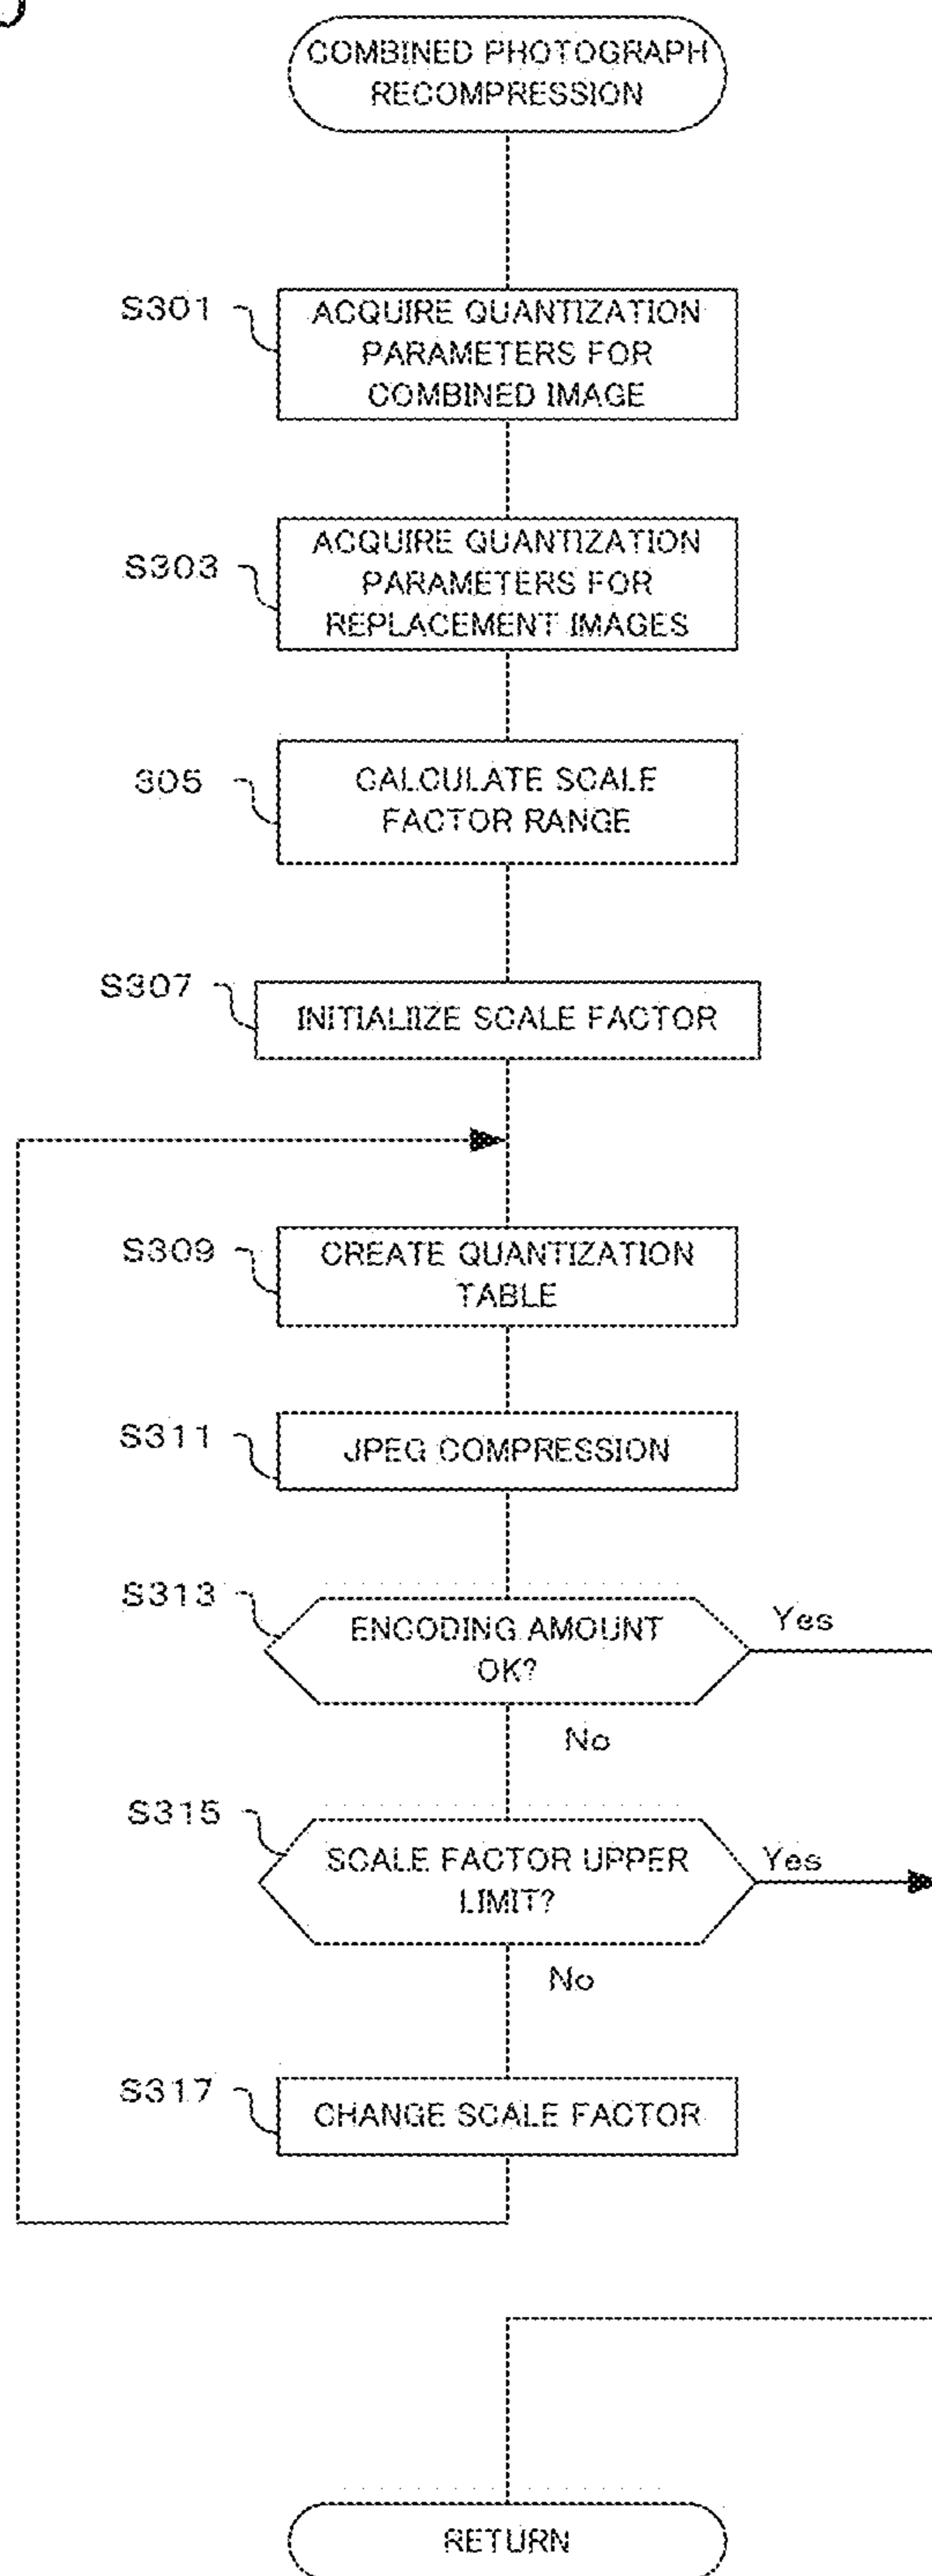 COMBINED PHOTOGRAPH
RECOMPRESSION
S301
ACQUIRE QUANTIZATION
PARAMETERS FOR
COMBINED IMAGE
S303
ACQUIRE QUANTIZATION
PARAMETERS FOR
REPLACEMENT IMAGES
305
CALCULATE SCALE
FACTOR RANGE
S307
INITIALIIZE SCALE FACTOR
S309
CREATE QUANTIZATION
TABLE
S311
JPEG COMPRESSION
S313
ENCODING AMOUNT
OK?
Yes
No
S315
SCALE FACTOR UPPER
LIMIT?
Yes
No
S317
CHANGE SCALE FACTOR
RETURN